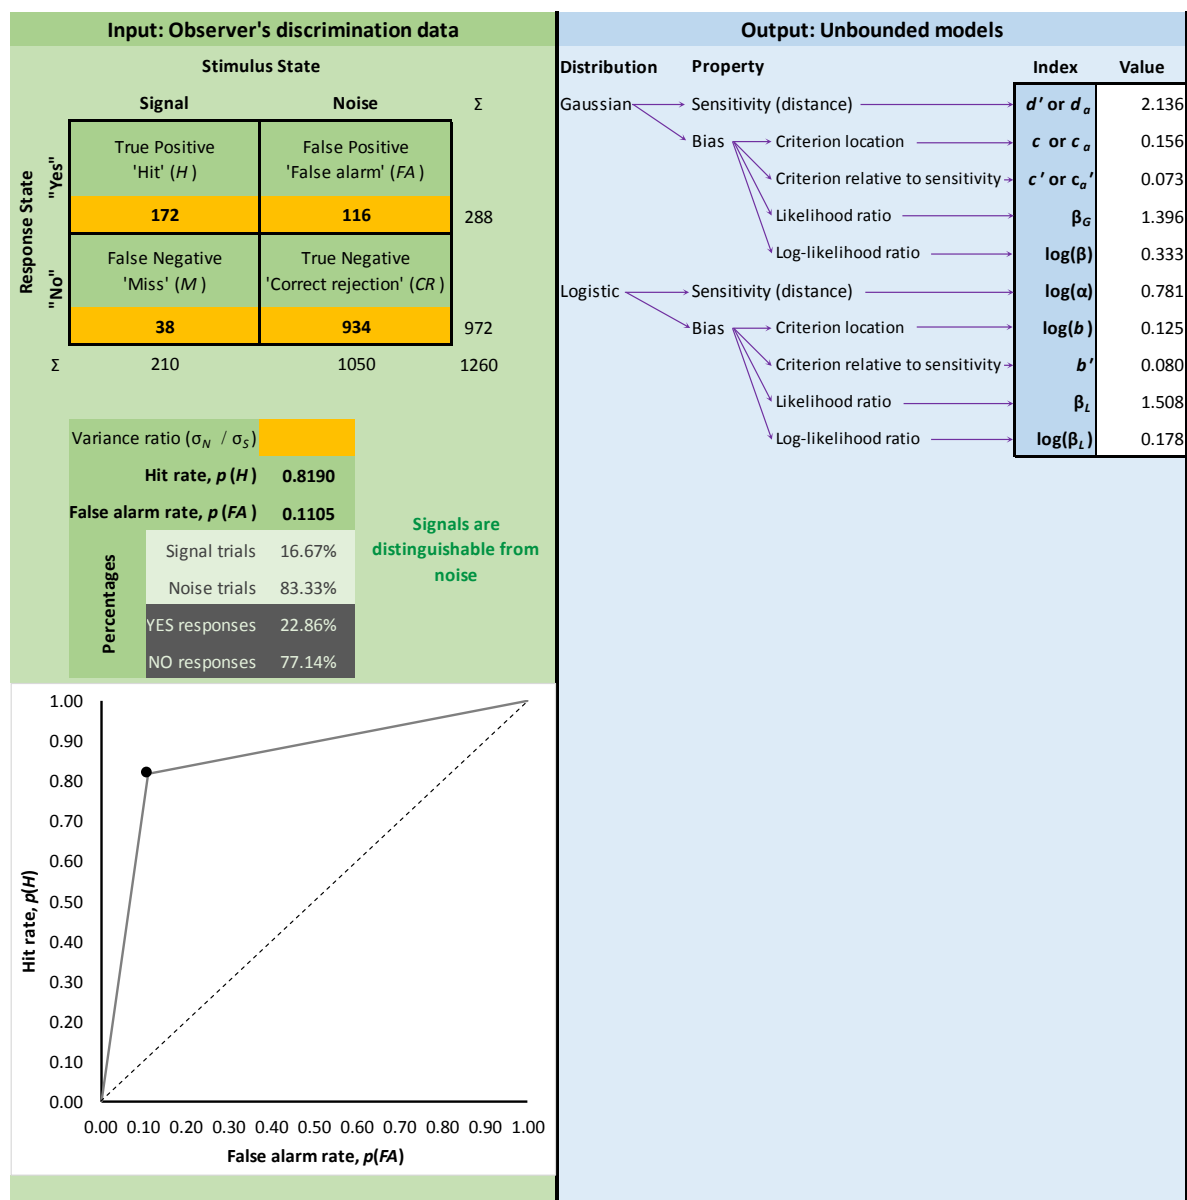 Input: Observer's discrimination data
Stimulus State
Signal Noise Σ
Response State
"Yes"
True Positive
'Hit' (H)
False Positive
'False alarm' (FA)
172 116 288
"No"
False Negative
'Miss' (M)
True Negative
'Correct rejection' (CR)
38 934 972
Σ 210 1050 1260
Variance ratio (σN / σS)
Hit rate, p(H) 0.8190
False alarm rate, p(FA) 0.1105
Percentages
Signal trials 16.67%
Noise trials 83.33%
YES responses 22.86%
NO responses 77.14%
Signals are
distinguishable from
noise
Hit rate, p(H)
1.00
0.90
0.80
0.70
0.60
0.50
0.40
0.30
0.20
0.10
0.00
0.00 0.10 0.20 0.30 0.40 0.50 0.60 0.70 0.80 0.90 1.00
False alarm rate, p(FA)
Output: Unbounded models
Distribution Property Index Value
Gaussian Sensitivity (distance) d' or da 2.136
Bias Criterion location c or ca 0.156
Criterion relative to sensitivity c' or ca' 0.073
Likelihood ratio βG 1.396
Log-likelihood ratio log(β) 0.333
Logistic Sensitivity (distance) log(α) 0.781
Bias Criterion location log(b) 0.125
Criterion relative to sensitivity b' 0.080
Likelihood ratio βL 1.508
Log-likelihood ratio log(βL) 0.178